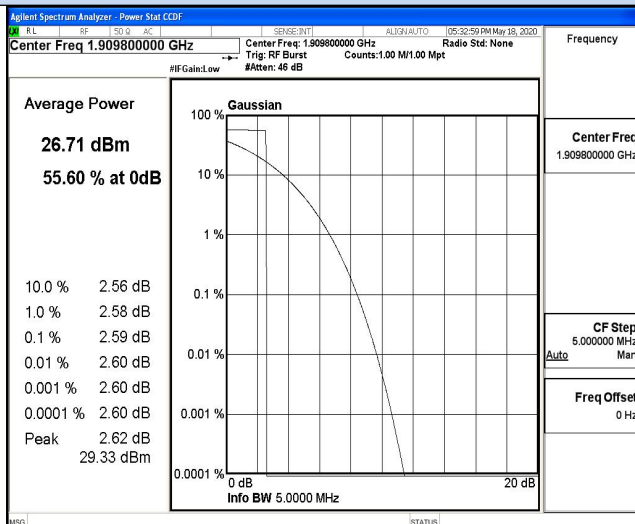 Agilent Spectrum Analyzer - Power Stat CCDF
LXI RL RF 50 Ω AC SENSE:INT ALIGNAUTO 05:32:59 PM May 18, 2020
Center Freq 1.909800000 GHz
Center Freq: 1.909800000 GHz Radio Std: None
Trig: RF Burst Counts:1.00 M/1.00 Mpt
#IFGain:Low #Atten: 46 dB
Frequency
Average Power
26.71 dBm
55.60 % at 0dB
10.0 % 2.56 dB
1.0 % 2.58 dB
0.1 % 2.59 dB
0.01 % 2.60 dB
0.001 % 2.60 dB
0.0001 % 2.60 dB
Peak 2.62 dB
29.33 dBm
Gaussian
100 %
10 %
1 %
0.1 %
0.01 %
0.001 %
0.0001 %
0 dB 20 dB
Info BW 5.0000 MHz
Center Freq
1.909800000 GHz
CF Step
5.000000 MHz
Auto Man
Freq Offset
0 Hz
MSG STATUS